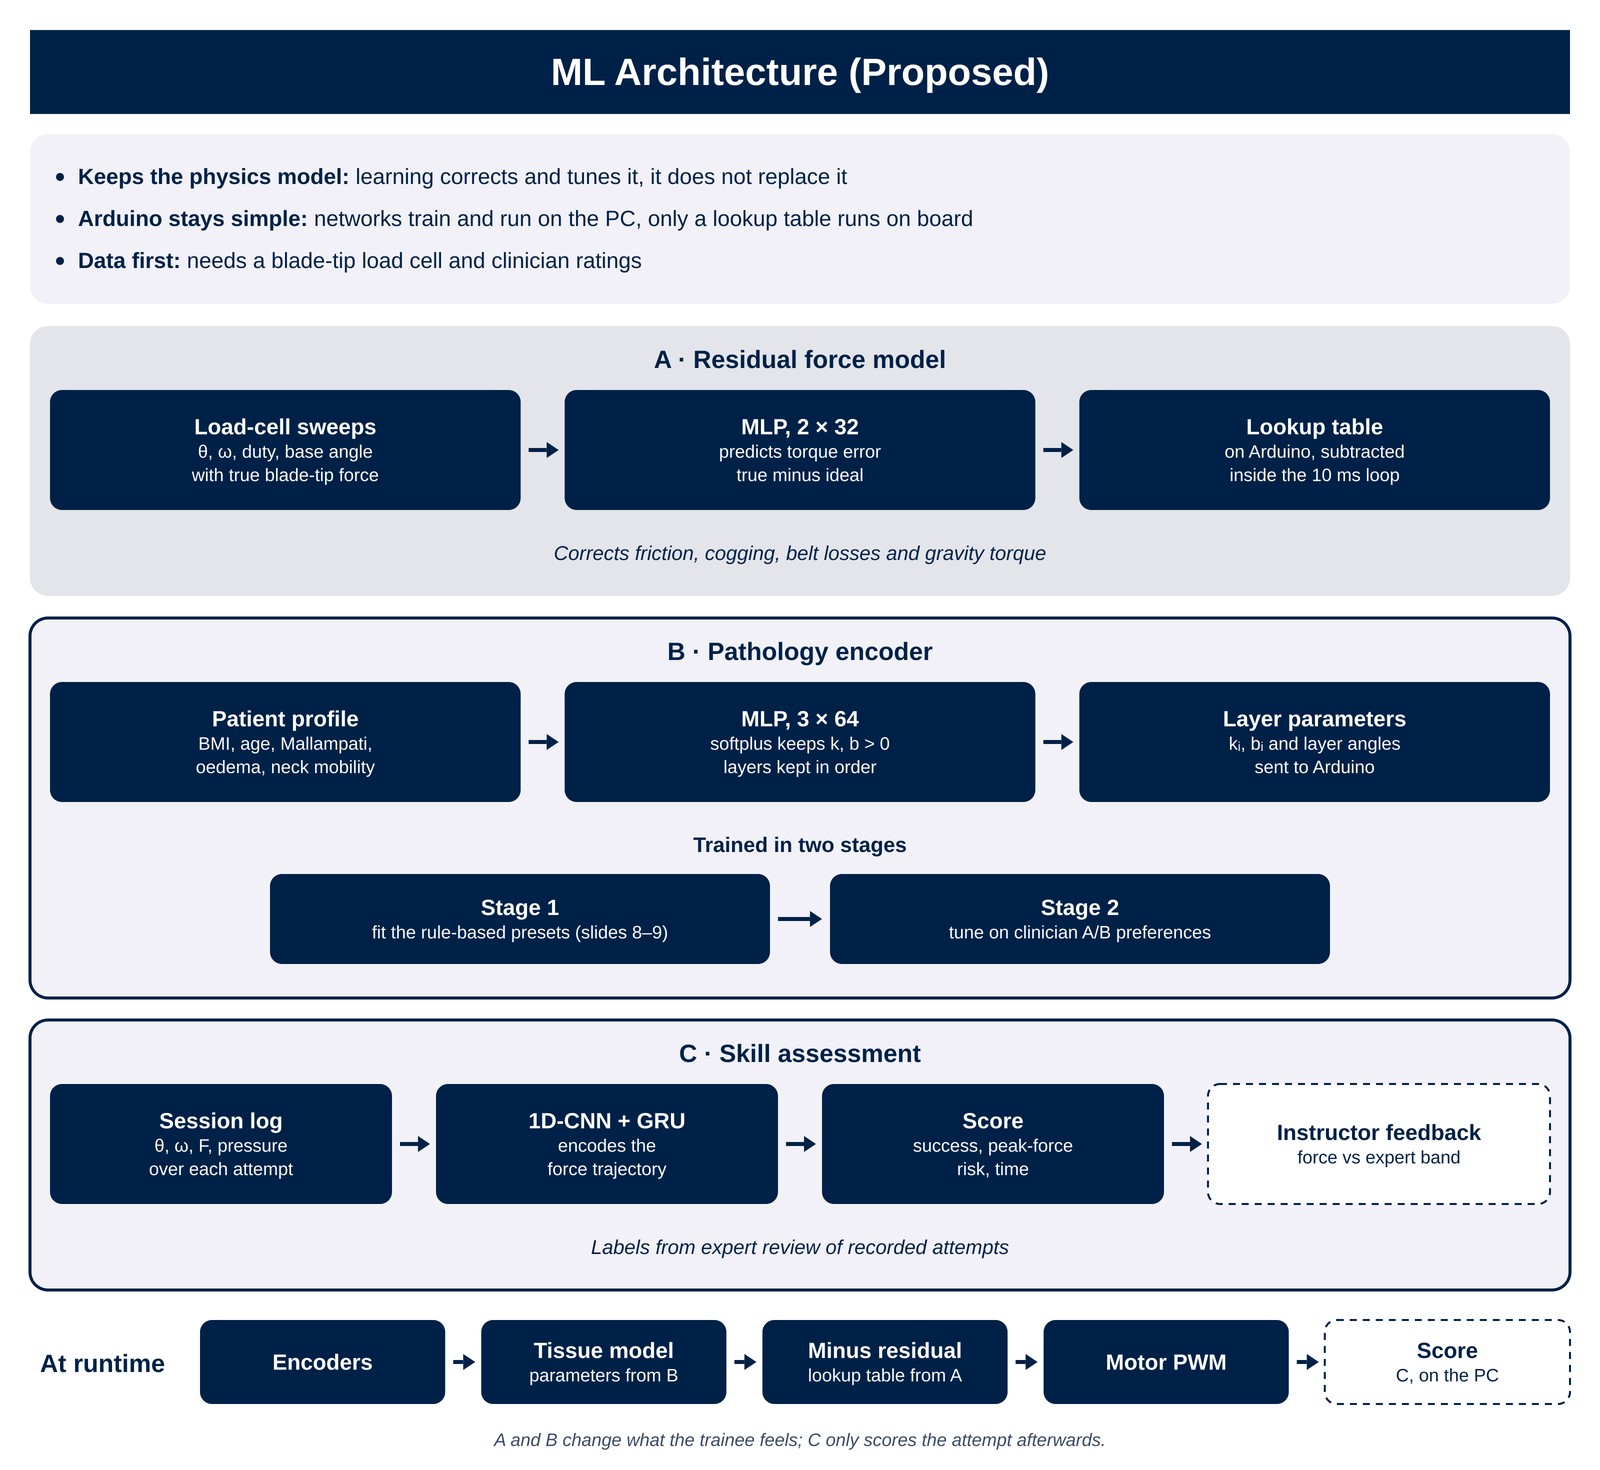 ML Architecture (Proposed)
• Keeps the physics model: learning corrects and tunes it, it does not replace it
• Arduino stays simple: networks train and run on the PC, only a lookup table runs on board
• Data first: needs a blade-tip load cell and clinician ratings
A · Residual force model
Load-cell sweeps
θ, ω, duty, base angle
with true blade-tip force
MLP, 2 × 32
predicts torque error
true minus ideal
Lookup table
on Arduino, subtracted
inside the 10 ms loop
Corrects friction, cogging, belt losses and gravity torque
B · Pathology encoder
Patient profile
BMI, age, Mallampati,
oedema, neck mobility
MLP, 3 × 64
softplus keeps k, b > 0
layers kept in order
Layer parameters
kᵢ, bᵢ and layer angles
sent to Arduino
Trained in two stages
Stage 1
fit the rule-based presets (slides 8–9)
Stage 2
tune on clinician A/B preferences
C · Skill assessment
Session log
θ, ω, F, pressure
over each attempt
1D-CNN + GRU
encodes the
force trajectory
Score
success, peak-force
risk, time
Instructor feedback
force vs expert band
Labels from expert review of recorded attempts
At runtime
Encoders
Tissue model
parameters from B
Minus residual
lookup table from A
Motor PWM
Score
C, on the PC
A and B change what the trainee feels; C only scores the attempt afterwards.